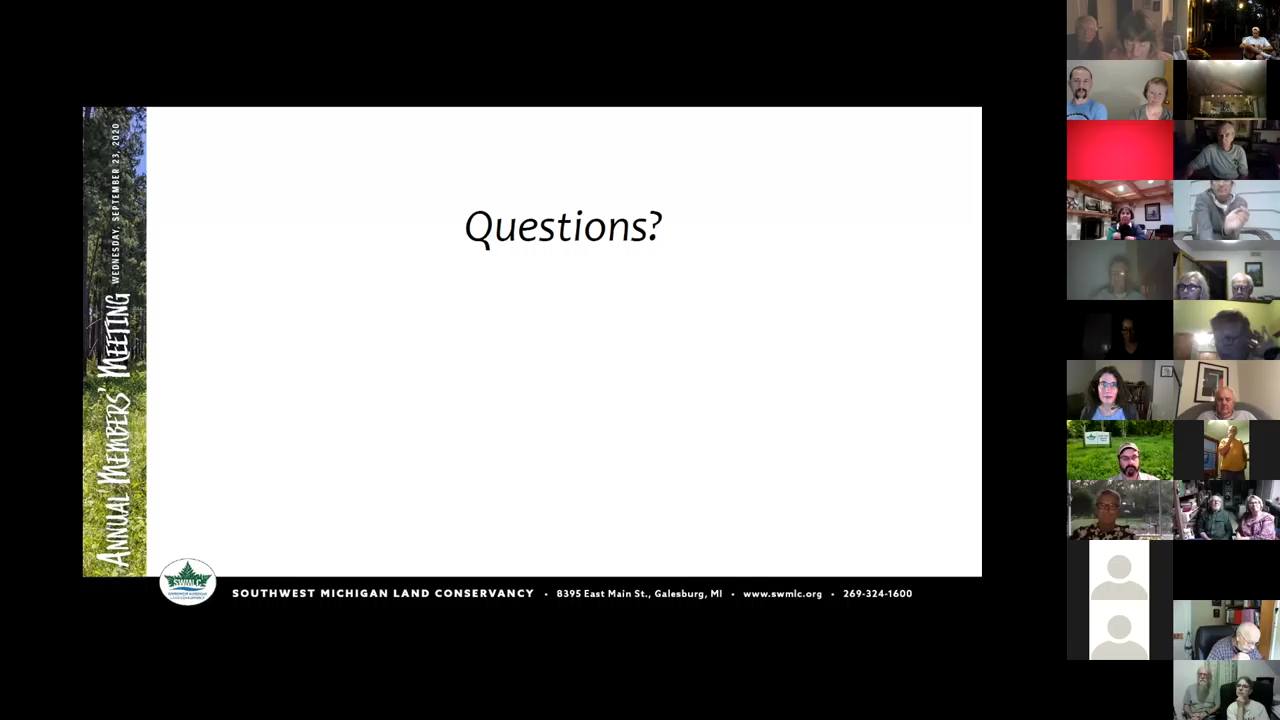 WEDNESDAY, SEPTEMBER 23, 2020
ANNUAL MEMBERS' MEETING
Questions?
SWMLC
SOUTHWEST MICHIGAN LAND CONSERVANCY • 8395 East Main St., Galesburg, MI • www.swmlc.org • 269-324-1600